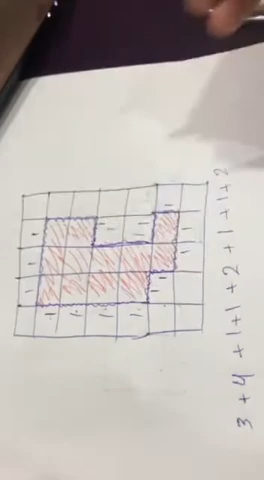 3 + 4 + 1 + 1 + 2 + 1 + 1 + 2